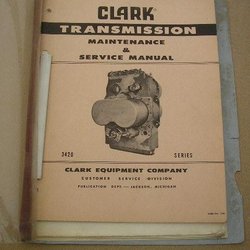 CLARK®
TRANSMISSION
MAINTENANCE
&
SERVICE MANUAL
3420 SERIES
CLARK EQUIPMENT COMPANY
CUSTOMER SERVICE DIVISION
PUBLICATION DEPT.—JACKSON, MICHIGAN